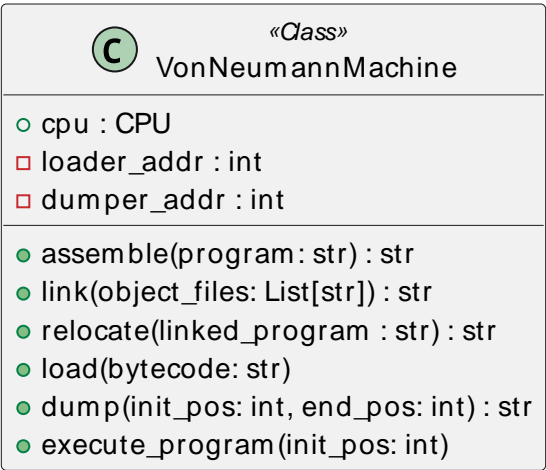 «Class»
C
VonNeumannMachine
cpu : CPU
loader_addr : int
dumper_addr : int
assemble(program: str) : str
link(object_files: List[str]) : str
relocate(linked_program : str) : str
load(bytecode: str)
dump(init_pos: int, end_pos: int) : str
execute_program(init_pos: int)